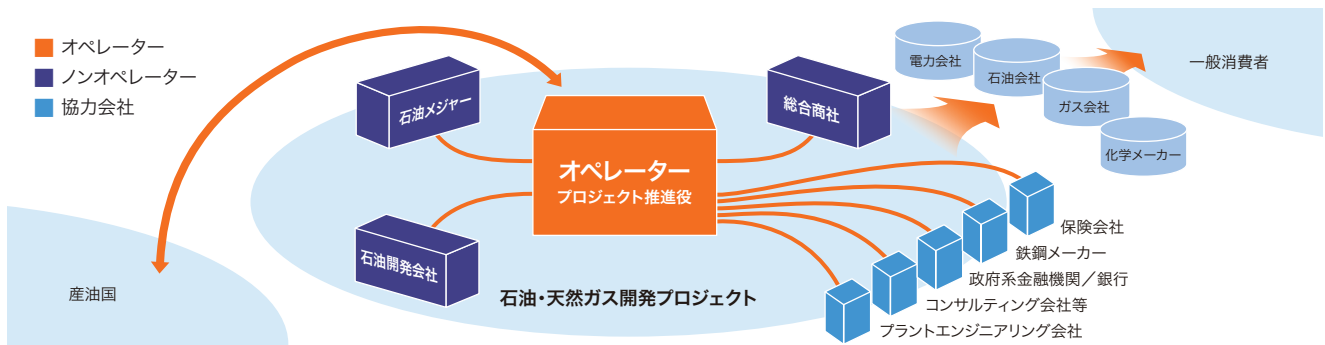 オペレーター
ノンオペレーター
協力会社
石油メジャー
総合商社
電力会社
石油会社
ガス会社
化学メーカー
一般消費者
オペレーター
プロジェクト推進役
石油開発会社
産油国
石油・天然ガス開発プロジェクト
保険会社
鉄鋼メーカー
政府系金融機関／銀行
コンサルティング会社等
プラントエンジニアリング会社